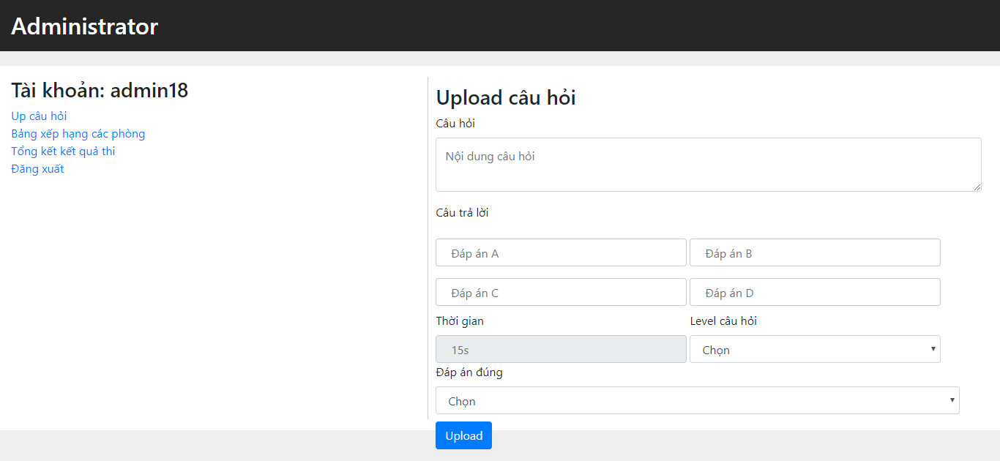 Administrator
Tài khoản: admin18
Up câu hỏi
Bảng xếp hạng các phòng
Tổng kết kết quả thi
Đăng xuất
Upload câu hỏi
Câu hỏi
Nội dung câu hỏi
Câu trả lời
Đáp án A
Đáp án B
Đáp án C
Đáp án D
Thời gian
Level câu hỏi
15s
Chọn
Đáp án đúng
Chọn
Upload